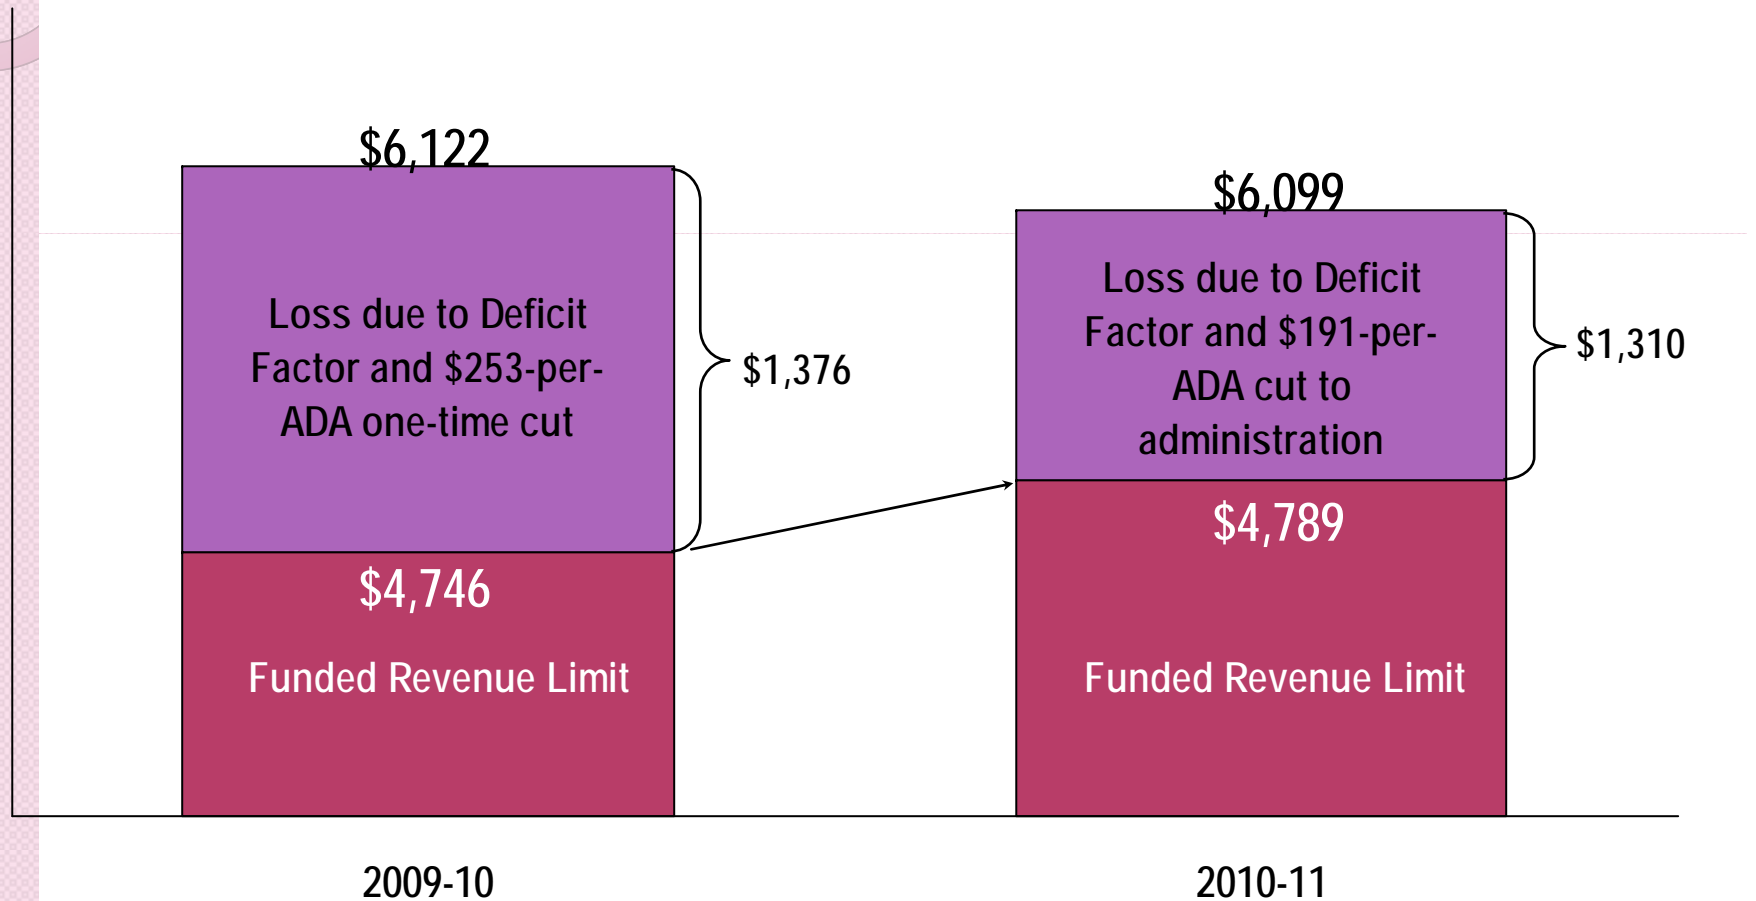 $6,122
Loss due to Deficit
Factor and $253-per-
ADA one-time cut
$1,376
$4,746
Funded Revenue Limit
2009-10
$6,099
Loss due to Deficit
Factor and $191-per-
ADA cut to
administration
$1,310
$4,789
Funded Revenue Limit
2010-11